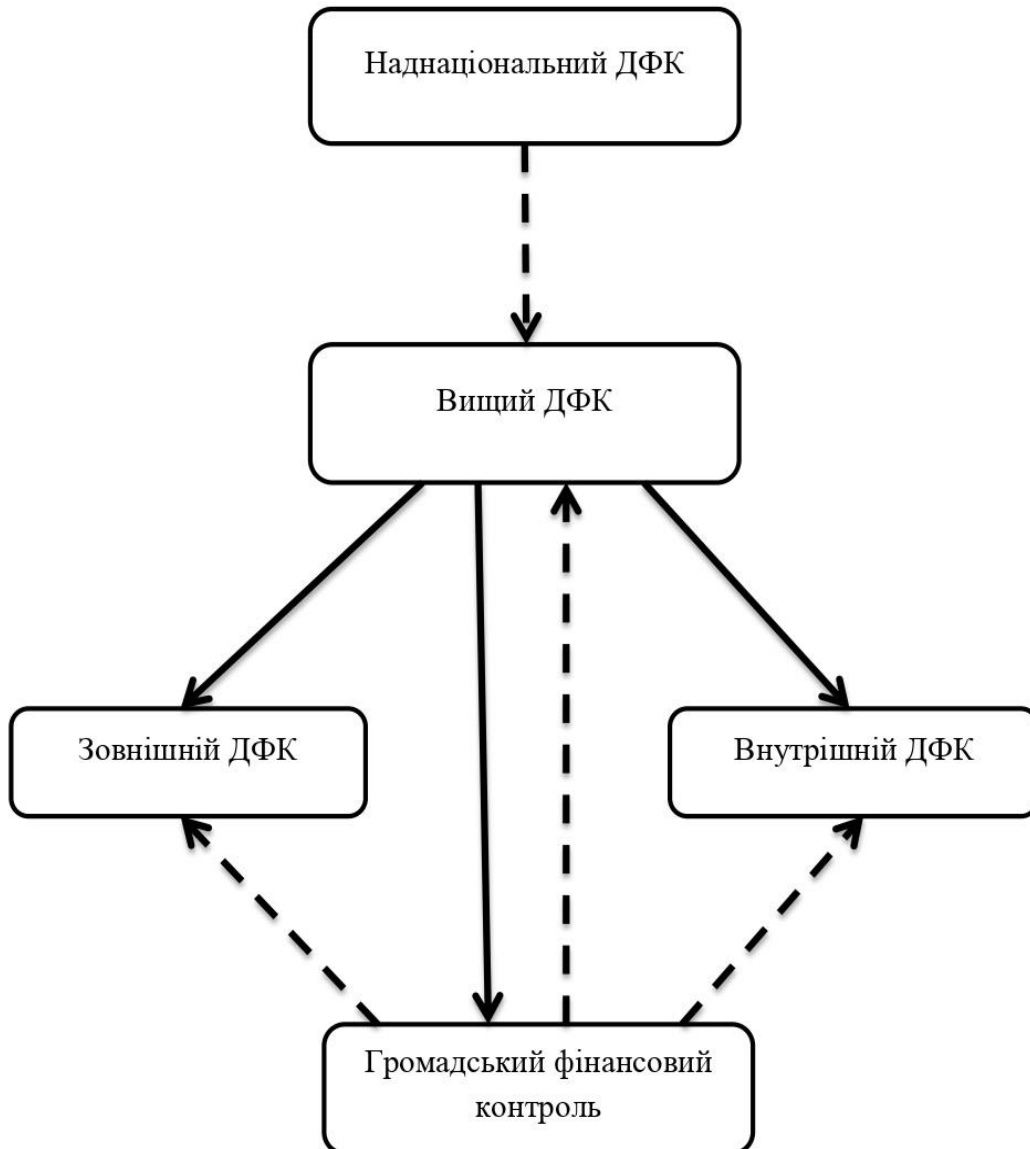 Наднаціональний ДФК
Вищий ДФК
Зовнішній ДФК
Внутрішній ДФК
Громадський фінансовий
контроль